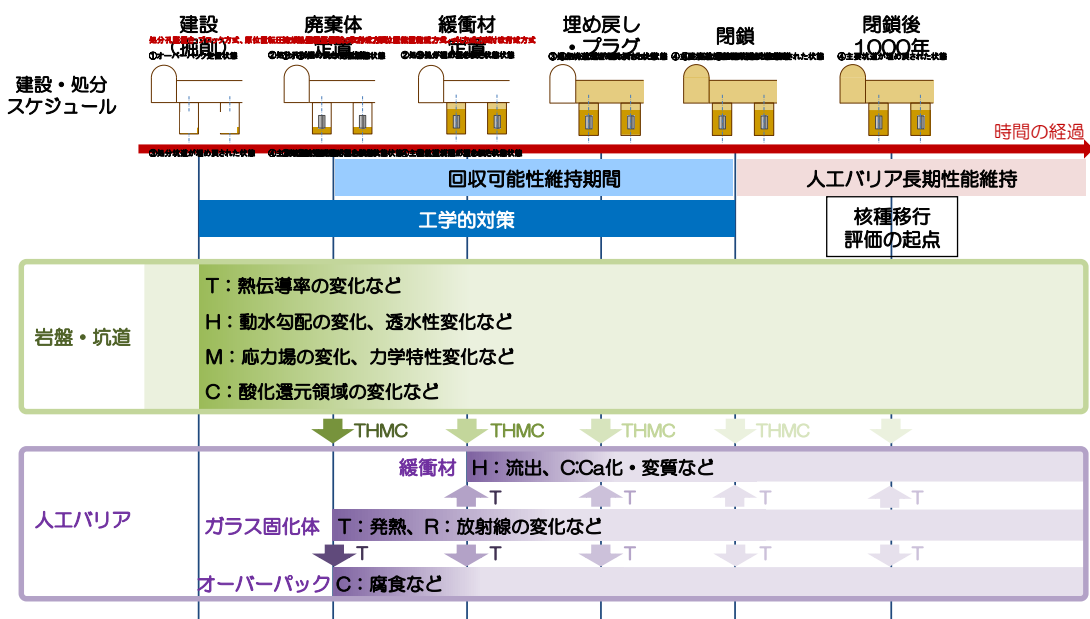 建設
（掘削）
廃棄体
定置
緩衝材
定置
埋め戻し
・プラグ
閉鎖
閉鎖後
1000年
建設・処分
スケジュール
時間の経過
回収可能性維持期間
人工バリア長期性能維持
工学的対策
核種移行
評価の起点
岩盤・坑道
T：熱伝導率の変化など
H：動水勾配の変化、透水性変化など
M：応力場の変化、力学特性変化など
C：酸化還元領域の変化など
THMC
THMC
THMC
THMC
人工バリア
緩衝材
H：流出、C:Ca化・変質など
T
T
T
T
ガラス固化体
T：発熱、R：放射線の変化など
T
T
T
T
T
オーバーパック
C：腐食など